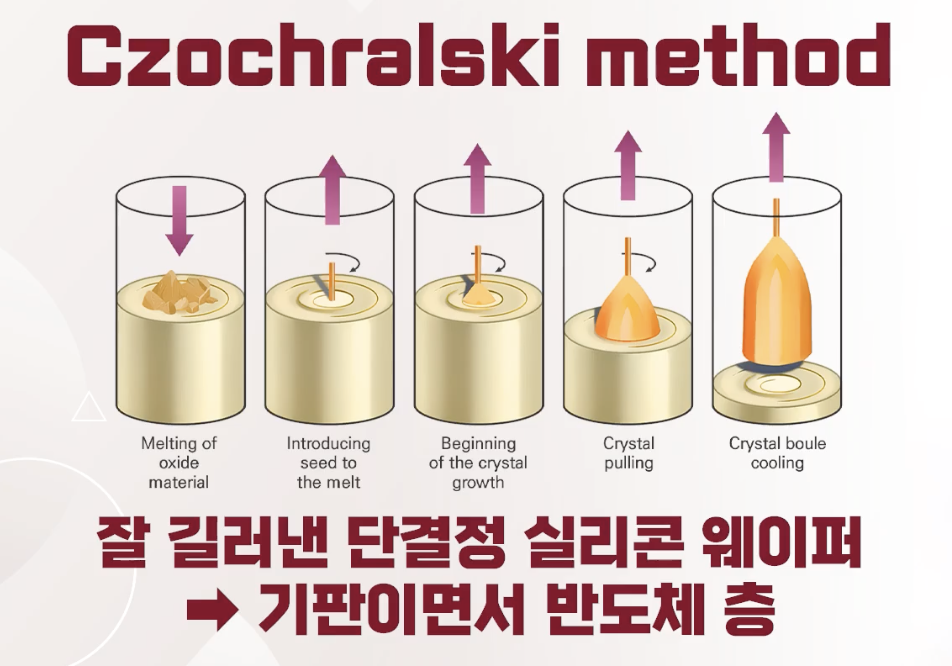 Czochralski method
Melting of
oxide
material
Introducing
seed to
the melt
Beginning
of the crystal
growth
Crystal
pulling
Crystal boule
cooling
잘 길러낸 단결정 실리콘 웨이퍼
➡ 기판이면서 반도체 층